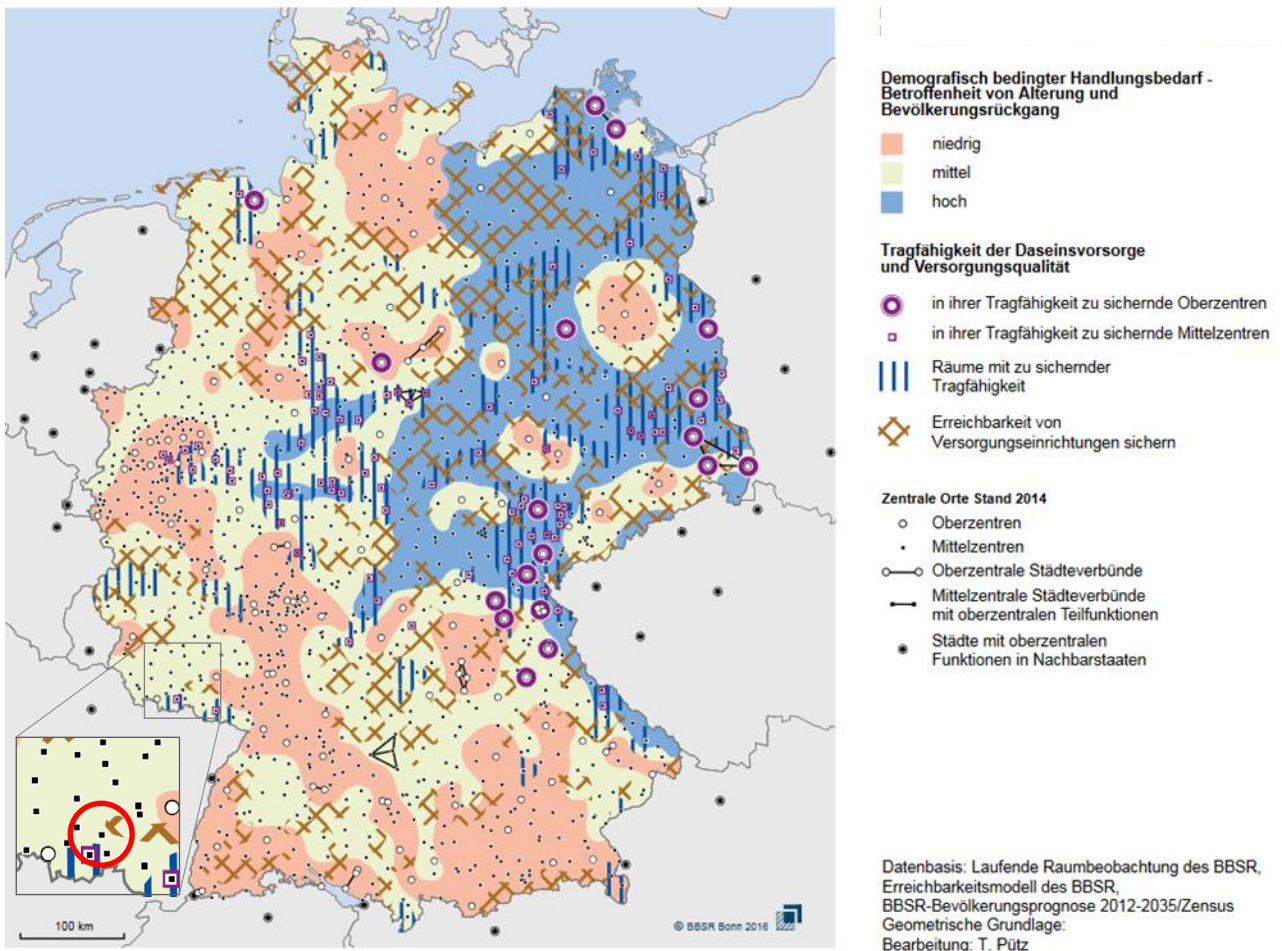 Demografisch bedingter Handlungsbedarf -
Betroffenheit von Alterung und
Bevölkerungsrückgang
niedrig
mittel
hoch
Tragfähigkeit der Daseinsvorsorge
und Versorgungsqualität
in ihrer Tragfähigkeit zu sichernde Oberzentren
in ihrer Tragfähigkeit zu sichernde Mittelzentren
Räume mit zu sichernder
Tragfähigkeit
Erreichbarkeit von
Versorgungseinrichtungen sichern
Zentrale Orte Stand 2014
Oberzentren
Mittelzentren
Oberzentrale Städteverbünde
Mittelzentrale Städteverbünde
mit oberzentralen Teilfunktionen
Städte mit oberzentralen
Funktionen in Nachbarstaaten
Datenbasis: Laufende Raumbeobachtung des BBSR,
Erreichbarkeitsmodell des BBSR,
BBSR-Bevölkerungsprognose 2012-2035/Zensus
Geometrische Grundlage:
Bearbeitung: T. Pütz
100 km
© BBSR Bonn 2016